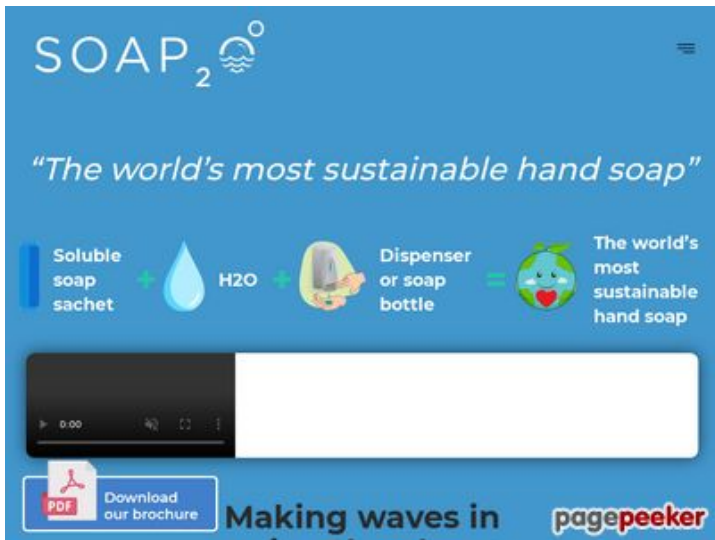 SOAP₂O
“The world’s most sustainable hand soap”
Soluble
soap
sachet
+
H2O
+
Dispenser
or soap
bottle
=
The world’s
most
sustainable
hand soap
0:00
PDF
Download
our brochure
Making waves in
pagepeeker